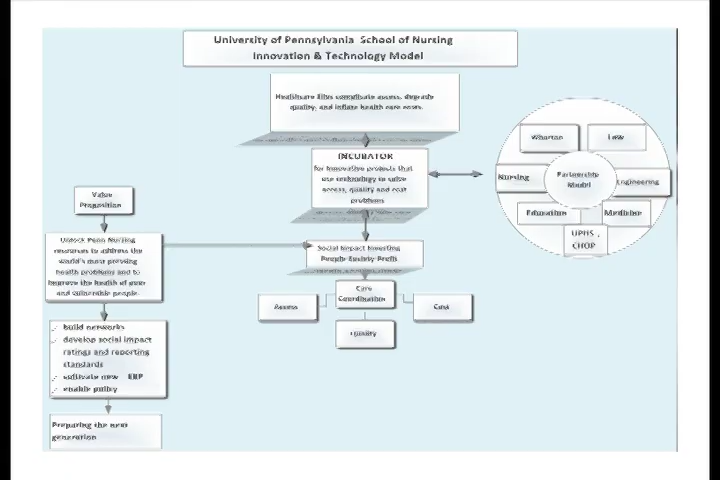 University of Pennsylvania School of Nursing
Innovation & Technology Model
Healthcare silos complicate access, degrade
quality, and inflate health care costs.
INCUBATOR
for innovative projects that
use technology to solve
access, quality and cost
problems
Social Impact Investing
People Society Profit
Care
Coordination
Access
Cost
Quality
Value
Proposition
Unlock Penn Nursing
resources to address the
world's most pressing
health problems and to
improve the health of poor
and vulnerable people.
build networks
develop social impact
ratings and reporting
standards
cultivate new
enable policy
Preparing the next
generation
Wharton
Law
Nursing
Partnership
Model
Engineering
Education
Medicine
UPHS ,
CHOP